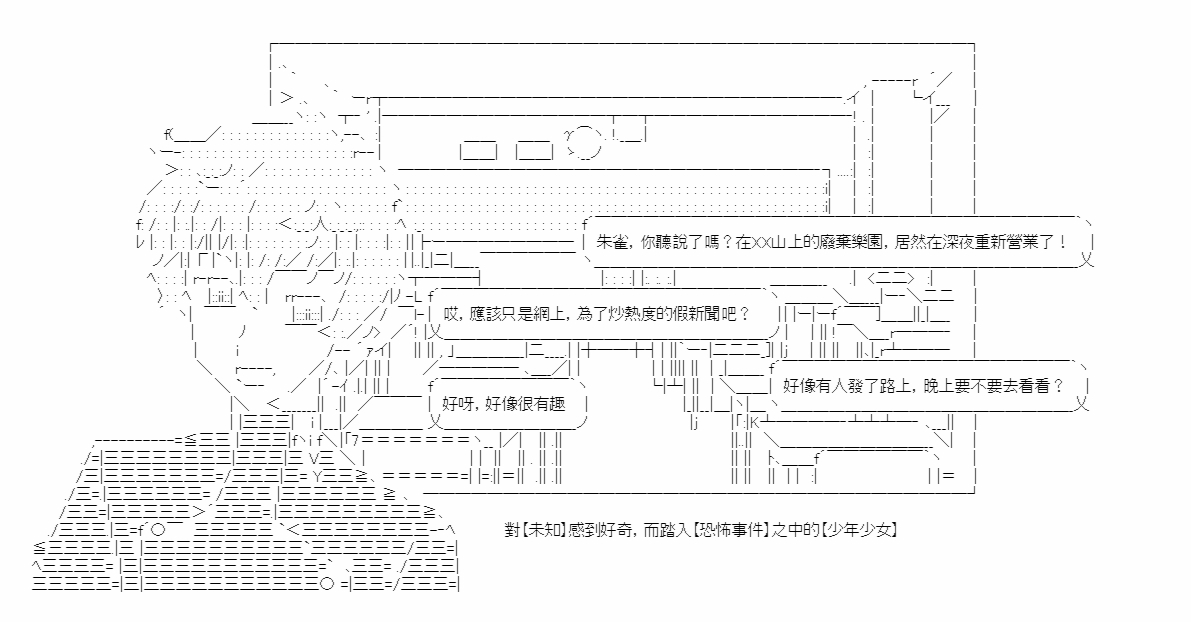 朱雀, 你聽說了嗎？在XX山上的廢棄樂園, 居然在深夜重新營業了！
哎, 應該只是網上, 為了炒熱度的假新聞吧？
好像有人發了路上, 晚上要不要去看看？
好呀, 好像很有趣
對【未知】感到好奇, 而踏入【恐怖事件】之中的【少年少女】